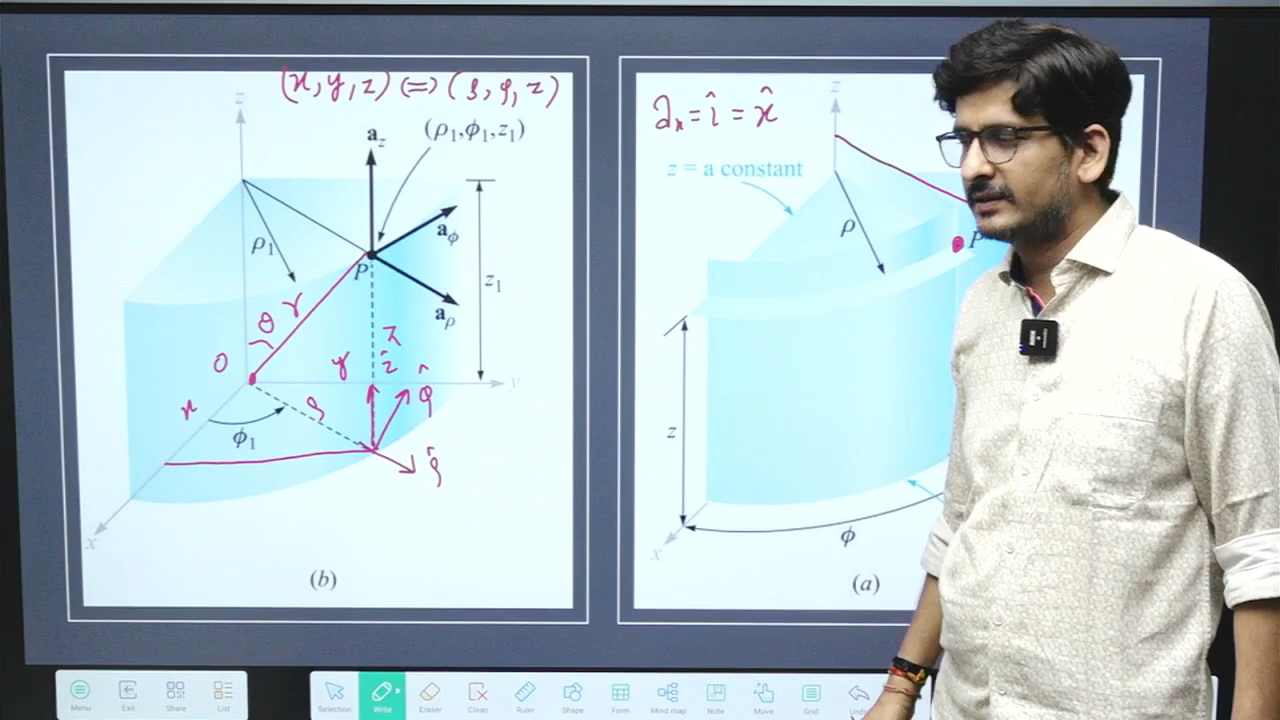 (x, y, z) ⇔ (ρ, φ, z)
z
a_z
(ρ₁,ϕ₁,z₁)
a_ϕ
ρ₁
P
z₁
a_ρ
r
θ
O
z
y
ẑ
φ̂
x
ρ
ϕ₁
y
ρ̂
x
(b)
a_x = î = x̂
z
z = a constant
ρ
P
z
ϕ
x
(a)
Menu
Exit
Share
List
Selection
Write
Eraser
Clean
Ruler
Shape
Form
Mind map
Note
Move
Grid
Undo